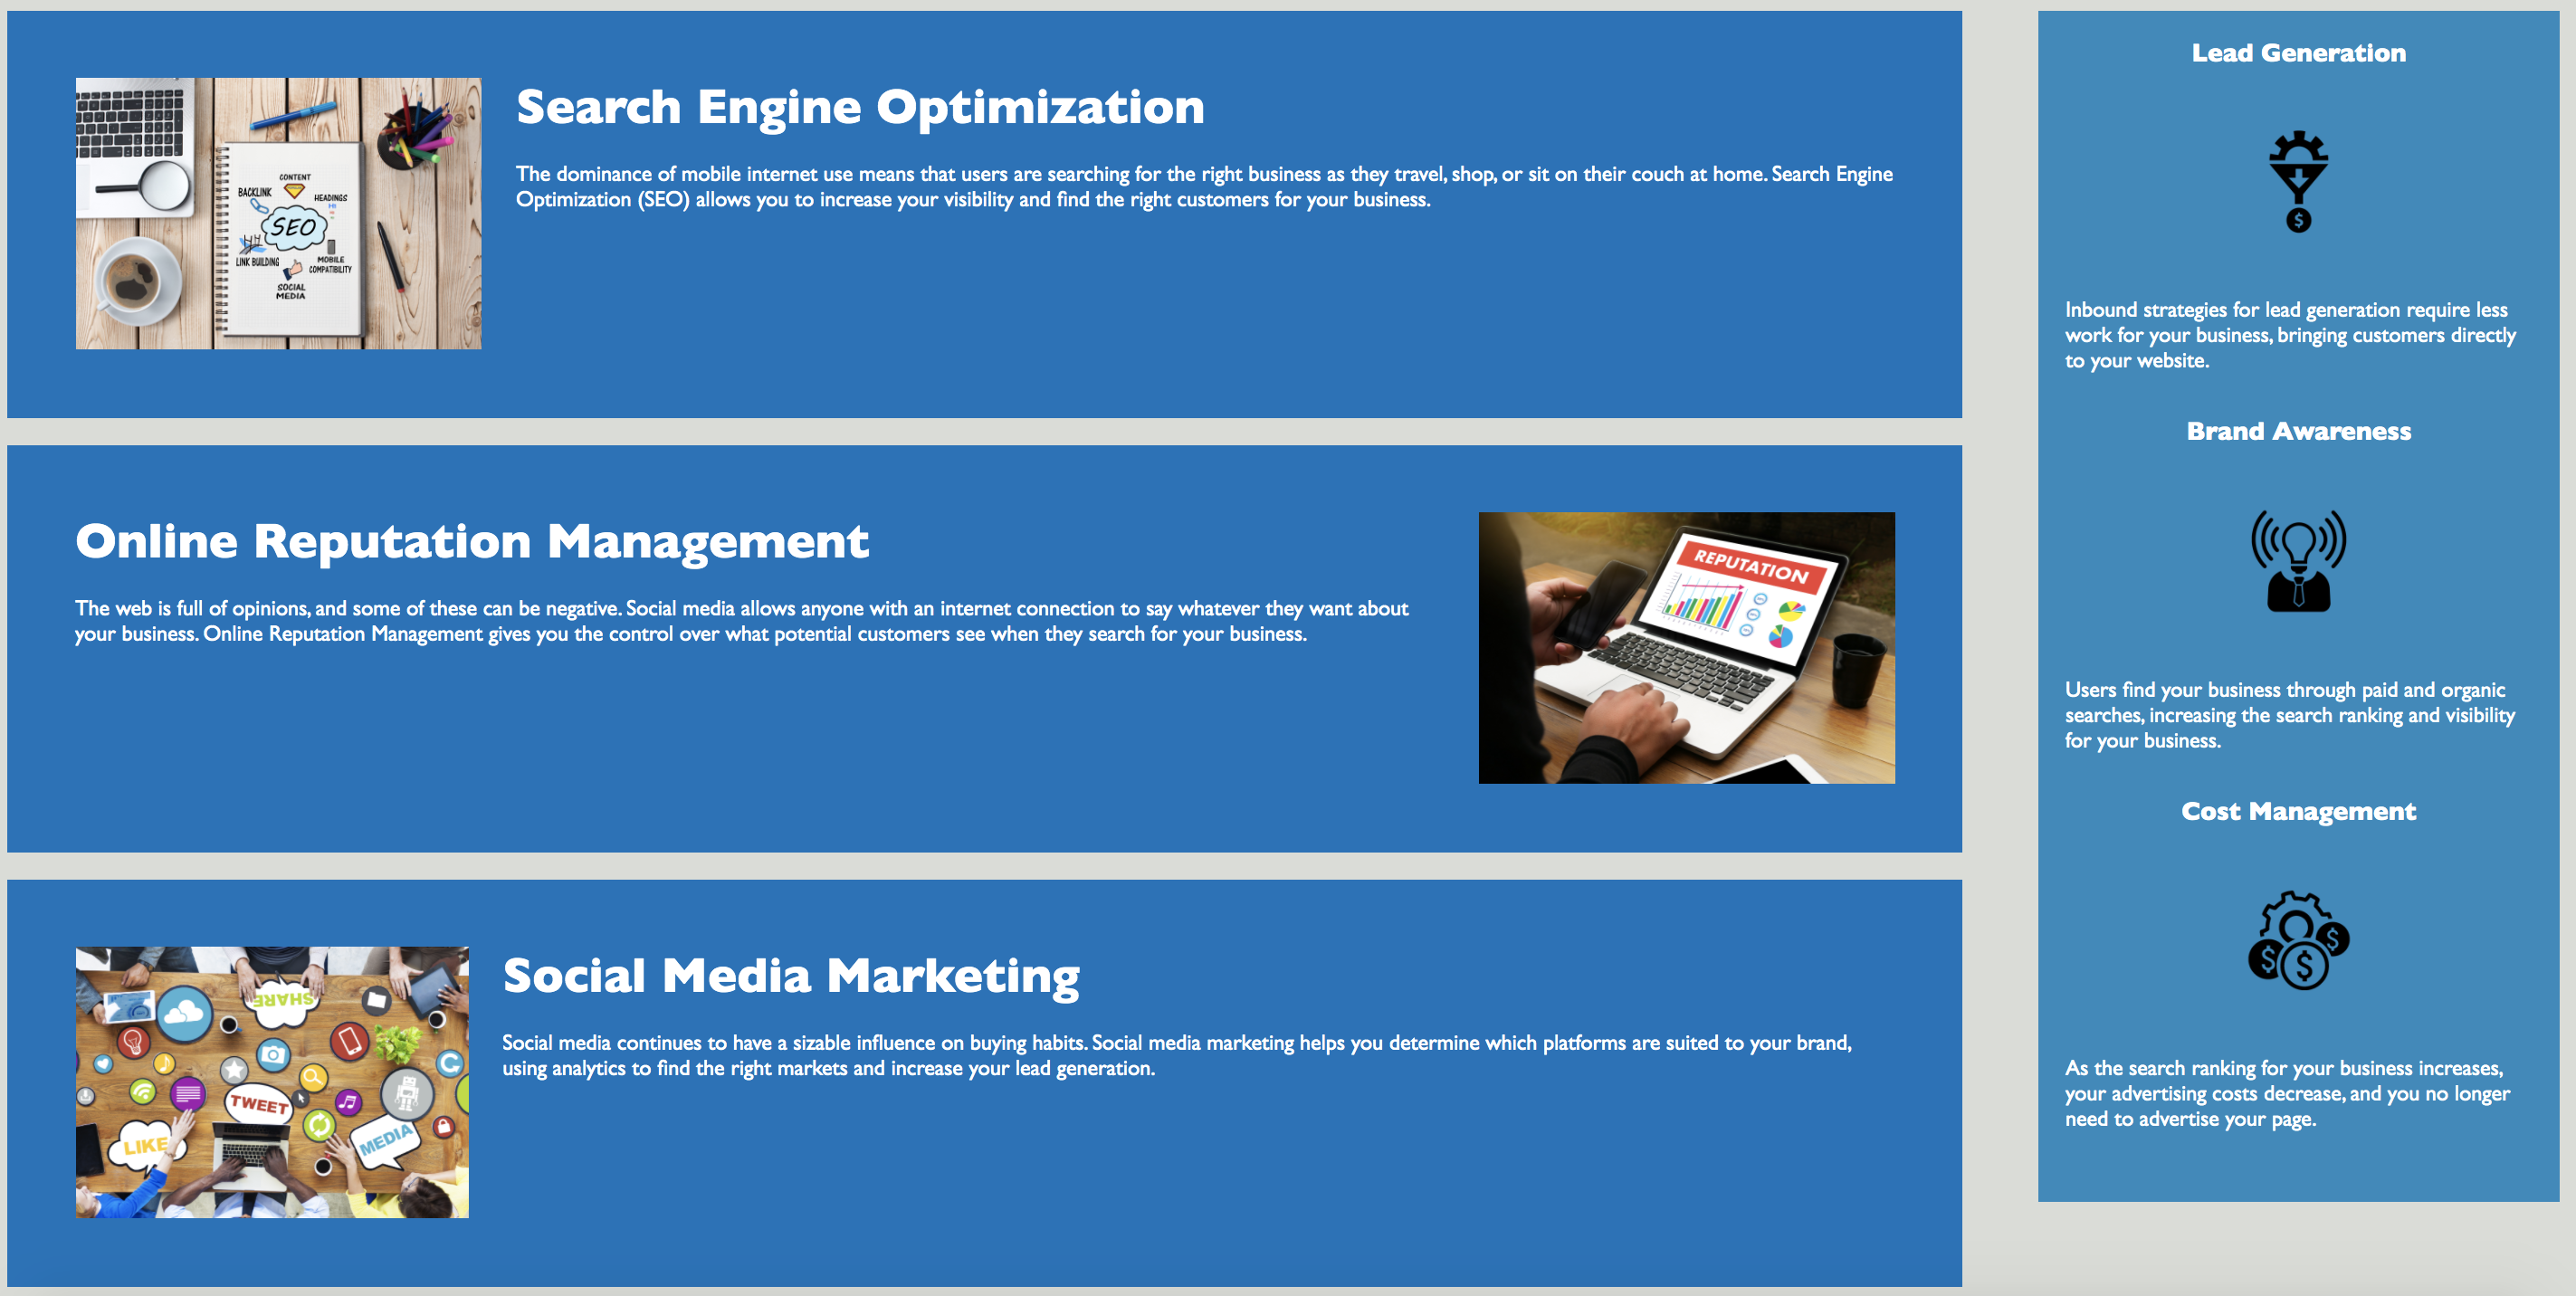 Search Engine Optimization
The dominance of mobile internet use means that users are searching for the right business as they travel, shop, or sit on their couch at home. Search Engine
Optimization (SEO) allows you to increase your visibility and find the right customers for your business.
CONTENT
BACKLINK
HEADINGS
SEO
LINK BUILDING
MOBILE
COMPATIBILITY
SOCIAL
MEDIA
Online Reputation Management
The web is full of opinions, and some of these can be negative. Social media allows anyone with an internet connection to say whatever they want about
your business. Online Reputation Management gives you the control over what potential customers see when they search for your business.
REPUTATION
Social Media Marketing
Social media continues to have a sizable influence on buying habits. Social media marketing helps you determine which platforms are suited to your brand,
using analytics to find the right markets and increase your lead generation.
SHARE
TWEET
LIKE
MEDIA
Lead Generation
$
Inbound strategies for lead generation require less
work for your business, bringing customers directly
to your website.
Brand Awareness
Users find your business through paid and organic
searches, increasing the search ranking and visibility
for your business.
Cost Management
$
$
$
As the search ranking for your business increases,
your advertising costs decrease, and you no longer
need to advertise your page.